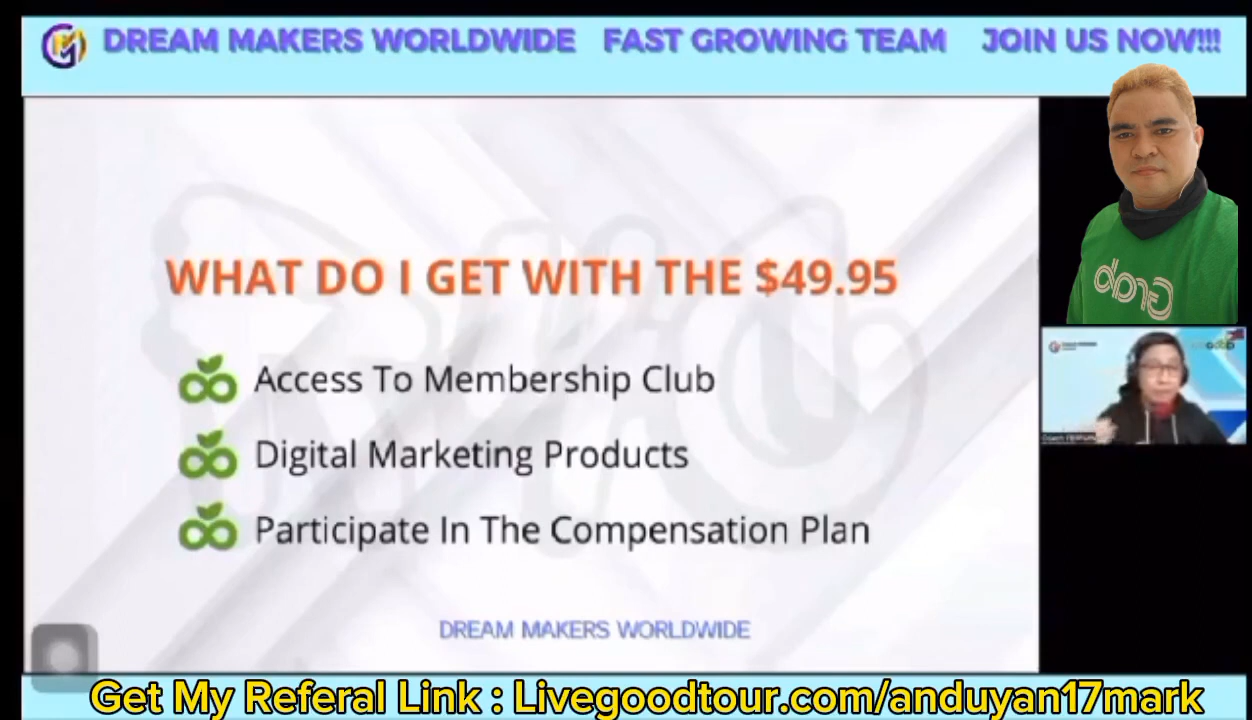 DREAM MAKERS WORLDWIDE FAST GROWING TEAM JOIN US NOW!!!
WHAT DO I GET WITH THE $49.95
Access To Membership Club
Digital Marketing Products
Participate In The Compensation Plan
DREAM MAKERS WORLDWIDE
Grab
Get My Referal Link : Livegoodtour.com/anduyan17mark